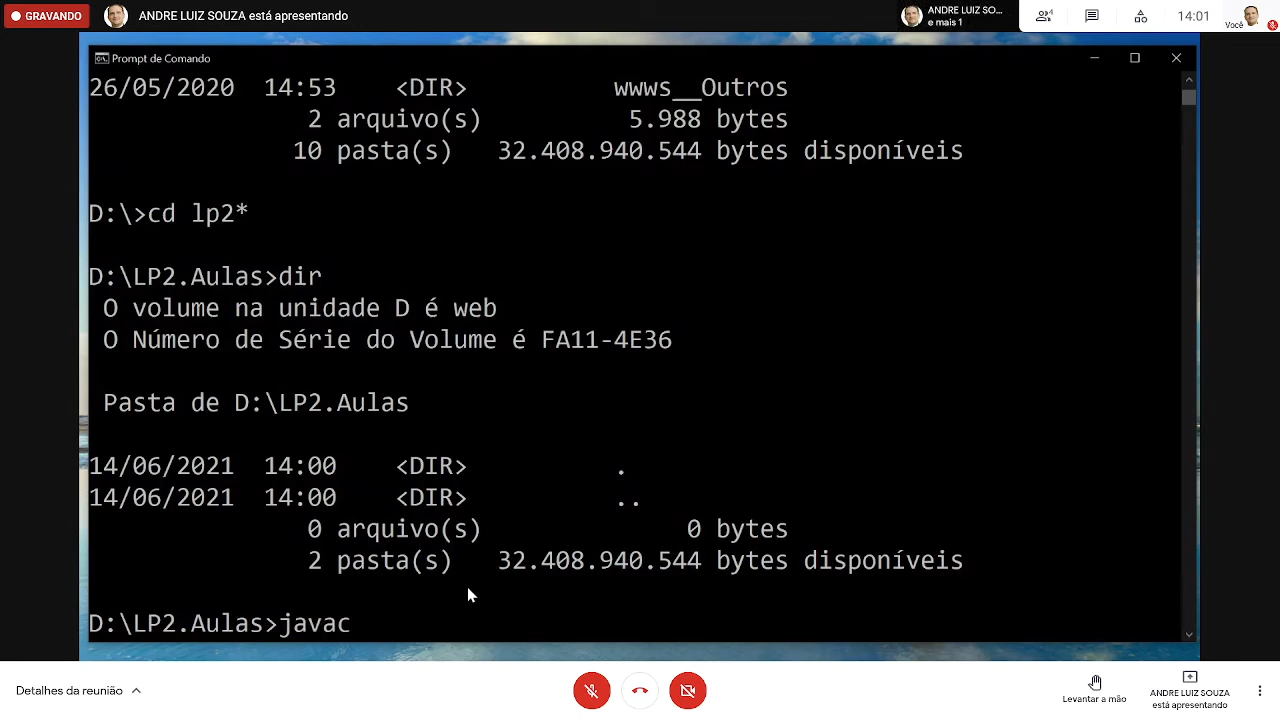 GRAVANDO
ANDRE LUIZ SOUZA está apresentando
ANDRE LUIZ SO...
e mais 1
4
14:01
Você
Prompt de Comando
26/05/2020 14:53 <DIR> wwws__Outros
2 arquivo(s) 5.988 bytes
10 pasta(s) 32.408.940.544 bytes disponíveis
D:\>cd lp2*
D:\LP2.Aulas>dir
O volume na unidade D é web
O Número de Série do Volume é FA11-4E36
Pasta de D:\LP2.Aulas
14/06/2021 14:00 <DIR> .
14/06/2021 14:00 <DIR> ..
0 arquivo(s) 0 bytes
2 pasta(s) 32.408.940.544 bytes disponíveis
D:\LP2.Aulas>javac
Detalhes da reunião
Levantar a mão
ANDRE LUIZ SOUZA
está apresentando